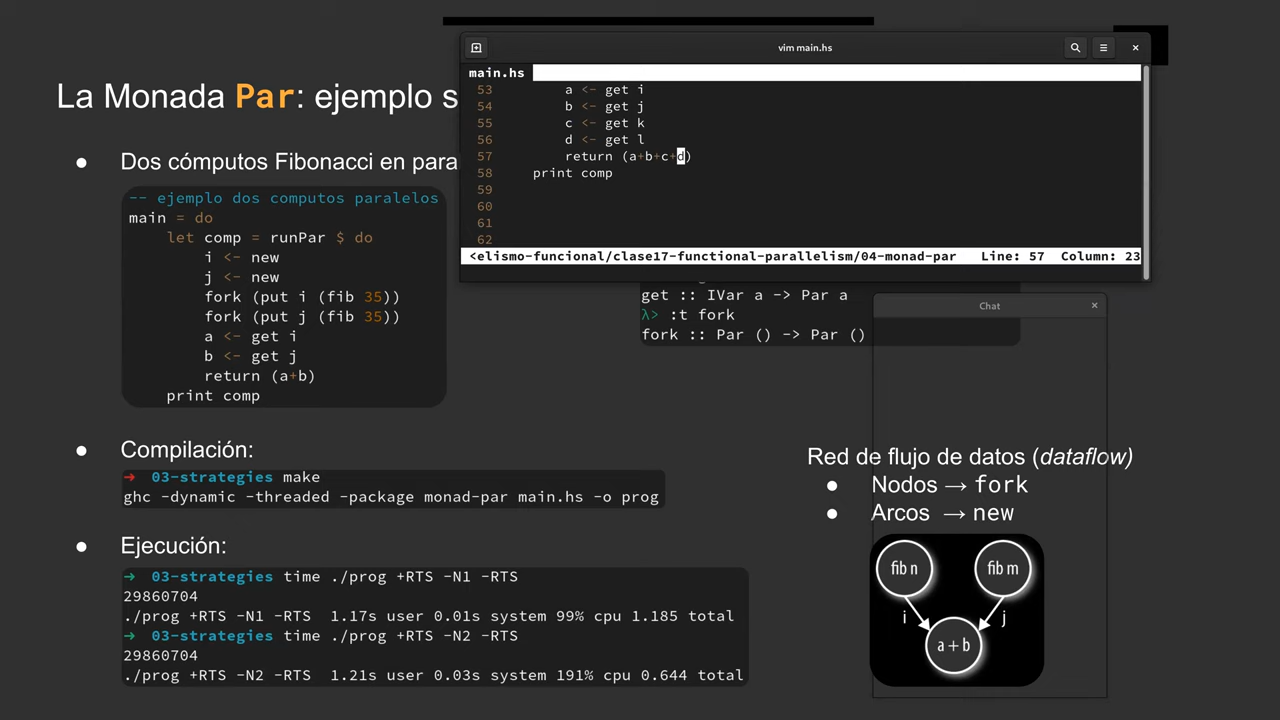 La Monada Par: ejemplo s
● Dos cómputos Fibonacci en para
-- ejemplo dos computos paralelos
main = do
let comp = runPar $ do
i <- new
j <- new
fork (put i (fib 35))
fork (put j (fib 35))
a <- get i
b <- get j
return (a+b)
print comp
● Compilación:
➜ 03-strategies make
ghc -dynamic -threaded -package monad-par main.hs -o prog
● Ejecución:
➜ 03-strategies time ./prog +RTS -N1 -RTS
29860704
./prog +RTS -N1 -RTS 1.17s user 0.01s system 99% cpu 1.185 total
➜ 03-strategies time ./prog +RTS -N2 -RTS
29860704
./prog +RTS -N2 -RTS 1.21s user 0.03s system 191% cpu 0.644 total
vim main.hs
main.hs
53 a <- get i
54 b <- get j
55 c <- get k
56 d <- get l
57 return (a+b+c+d)
58 print comp
59
60
61
62
<elismo-funcional/clase17-functional-parallelism/04-monad-par Line: 57 Column: 23
get :: IVar a -> Par a
λ> :t fork
fork :: Par () -> Par ()
Chat
Red de flujo de datos (dataflow)
● Nodos → fork
● Arcos → new
fib n
fib m
i
j
a + b